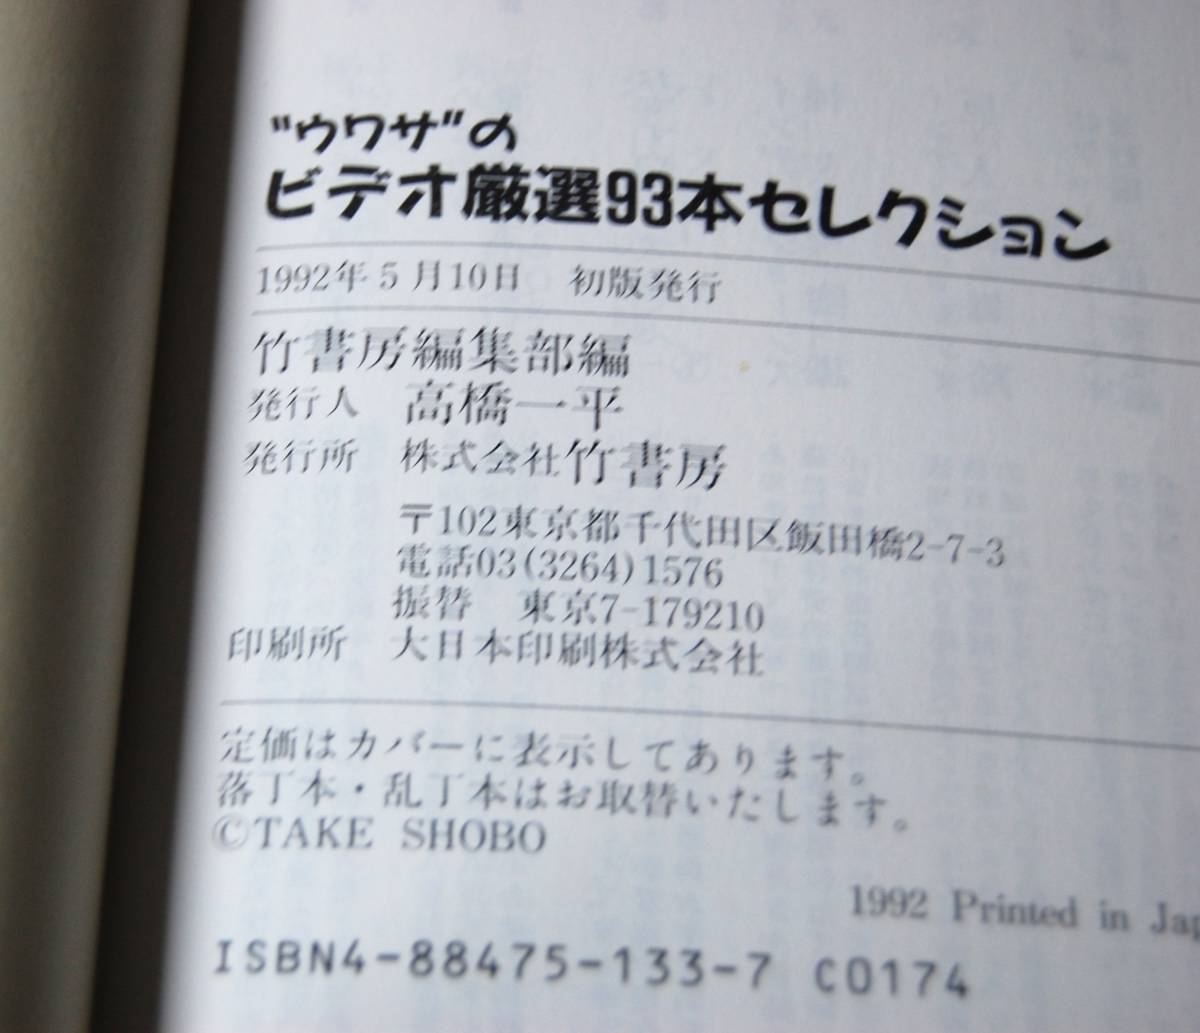 “ウワサ”の
ビデオ厳選93本セレクション
1992年5月10日　初版発行
竹書房編集部編
発行人　高橋一平
発行所　株式会社竹書房
〒102東京都千代田区飯田橋2-7-3
電話03(3264)1576
振替　東京7-179210
印刷所　大日本印刷株式会社
定価はカバーに表示してあります。
落丁本・乱丁本はお取替いたします。
©TAKE SHOBO
1992 Printed in Jap
ISBN4-88475-133-7 C0174